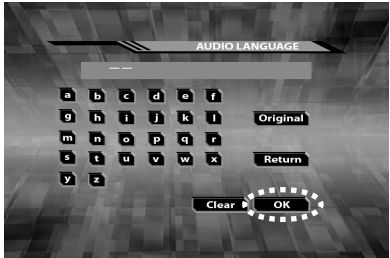 AUDIO LANGUAGE
— —
a b c d e f
g h i j k l Original
m n o p q r
s t u v w x Return
y z
Clear OK